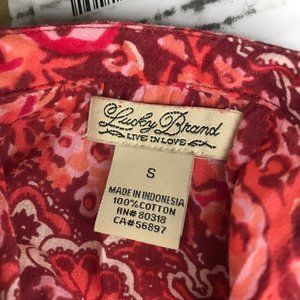 Lucky Brand
LIVE IN LOVE
S
MADE IN INDONESIA
100% COTTON
RN# 80318
CA# 56897